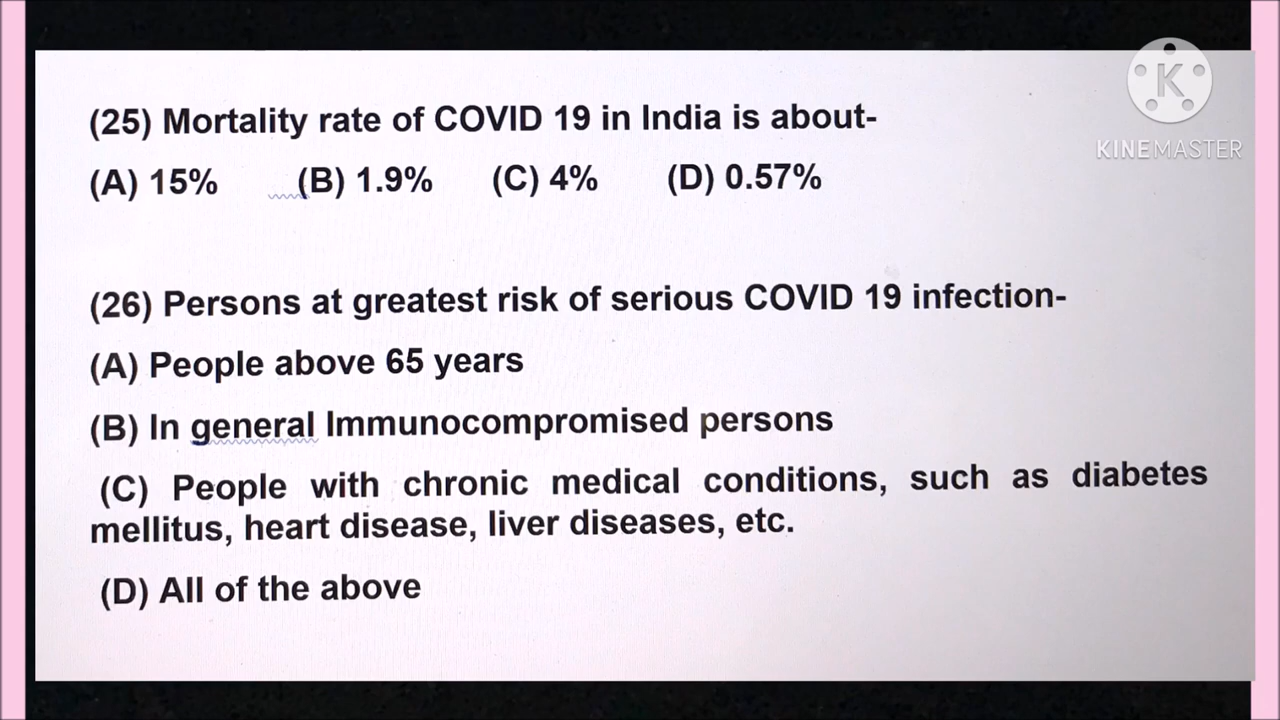 K
KINEMASTER
(25) Mortality rate of COVID 19 in India is about-
(A) 15% (B) 1.9% (C) 4% (D) 0.57%
(26) Persons at greatest risk of serious COVID 19 infection-
(A) People above 65 years
(B) In general Immunocompromised persons
(C) People with chronic medical conditions, such as diabetes
mellitus, heart disease, liver diseases, etc.
(D) All of the above